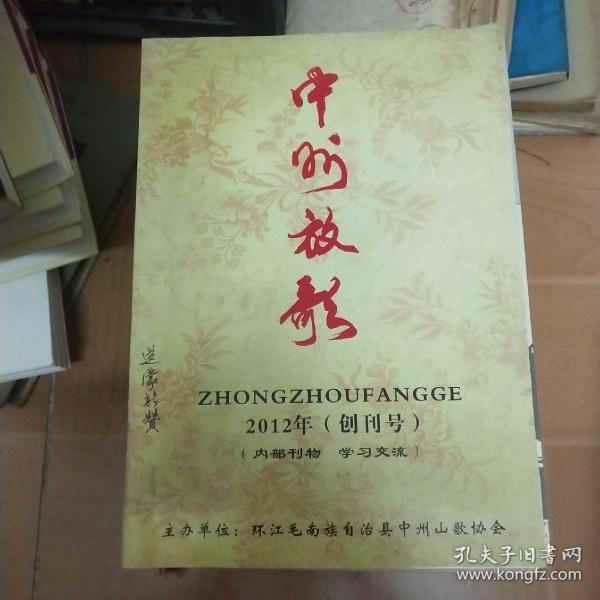 中州放歌
ZHONGZHOUFANGGE
2012年（创刊号）
（内部刊物 学习交流）
主办单位：环江毛南族自治县中州山歌协会
孔夫子旧书网
www.kongfz.com